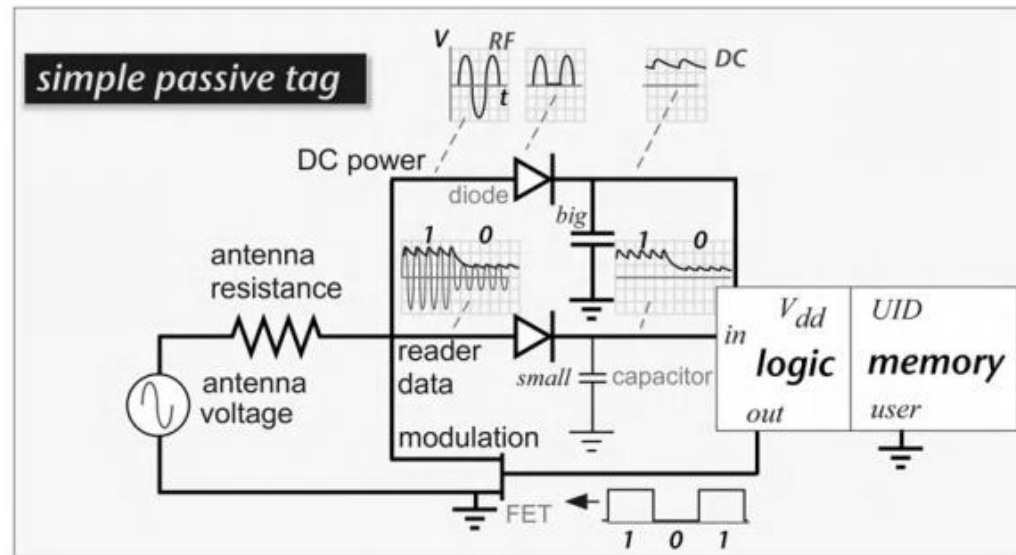 simple passive tag
V
RF
t
DC
DC power
diode
big
1 0
1 0
antenna
resistance
reader
data
small
capacitor
in
V dd
logic
out
UID
memory
user
antenna
voltage
modulation
FET
1 0 1